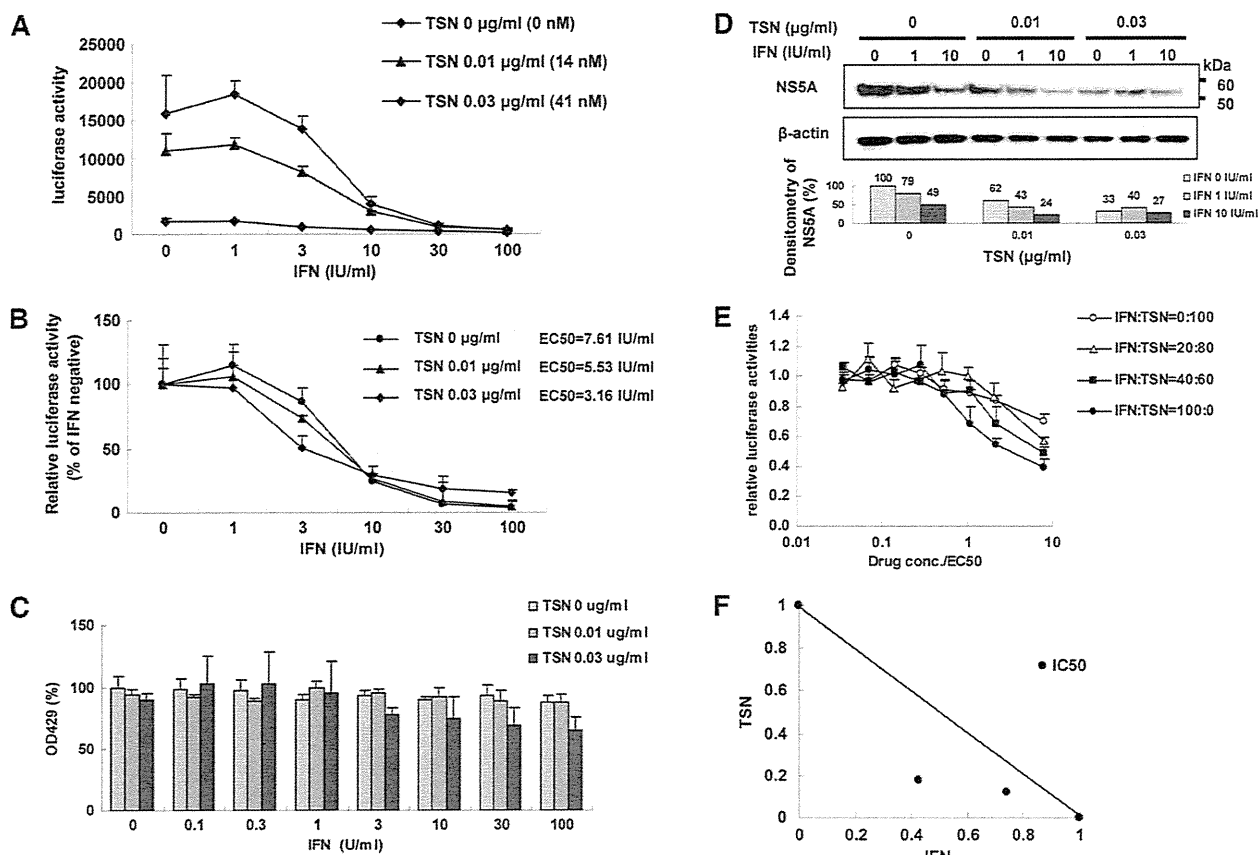 A
TSN 0 µg/ml (0 nM)
TSN 0.01 µg/ml (14 nM)
TSN 0.03 µg/ml (41 nM)
luciferase activity
25000
20000
15000
10000
5000
0
0 1 3 10 30 100
IFN (IU/ml)
B
TSN 0 µg/ml EC50=7.61 IU/ml
TSN 0.01 µg/ml EC50=5.53 IU/ml
TSN 0.03 µg/ml EC50=3.16 IU/ml
Relative luciferase activity
(% of IFN negative)
150
100
50
0
0 1 3 10 30 100
IFN (IU/ml)
C
TSN 0 ug/ml
TSN 0.01 ug/ml
TSN 0.03 ug/ml
OD429 (%)
150
100
50
0
0 0.1 0.3 1 3 10 30 100
IFN (U/ml)
D
TSN (µg/ml) 0 0.01 0.03
IFN (IU/ml) 0 1 10 0 1 10 0 1 10
kDa
NS5A
60
50
β-actin
Densitometry of
NS5A (%)
100
50
0
100 79 49 62 43 24 33 40 27
IFN 0 IU/ml
IFN 1 IU/ml
IFN 10 IU/ml
0 0.01 0.03
TSN (µg/ml)
E
IFN:TSN=0:100
IFN:TSN=20:80
IFN:TSN=40:60
IFN:TSN=100:0
relative luciferase activities
1.4
1.2
1.0
0.8
0.6
0.4
0.2
0.0
0.01 0.1 1 10
Drug conc./EC50
F
TSN
1
0.8
0.6
0.4
0.2
0
IC50
0 0.2 0.4 0.6 0.8 1
IFN